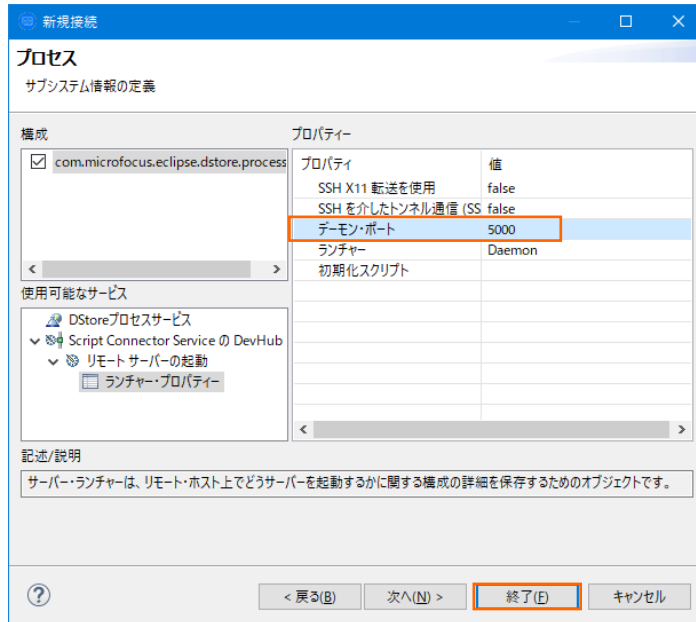 新規接続
プロセス
サブシステム情報の定義
構成
com.microfocus.eclipse.dstore.process
使用可能なサービス
DStoreプロセスサービス
Script Connector Service の DevHub
リモート サーバーの起動
ランチャー・プロパティー
プロパティー
プロパティ 値
SSH X11 転送を使用 false
SSH を介したトンネル通信 (SS false
デーモン・ポート 5000
ランチャー Daemon
初期化スクリプト
記述/説明
サーバー・ランチャーは、リモート・ホスト上でどうサーバーを起動するかに関する構成の詳細を保存するためのオブジェクトです。
?
< 戻る(B) 次へ(N) > 終了(F) キャンセル